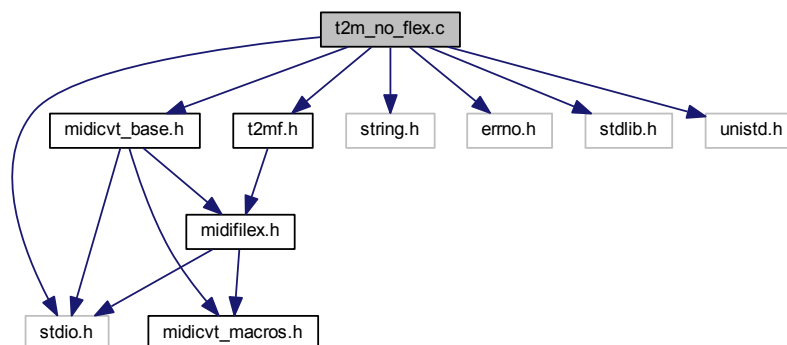 t2m_no_flex.c
midicvt_base.h
t2mf.h
string.h
errno.h
stdlib.h
unistd.h
midifilex.h
stdio.h
midicvt_macros.h